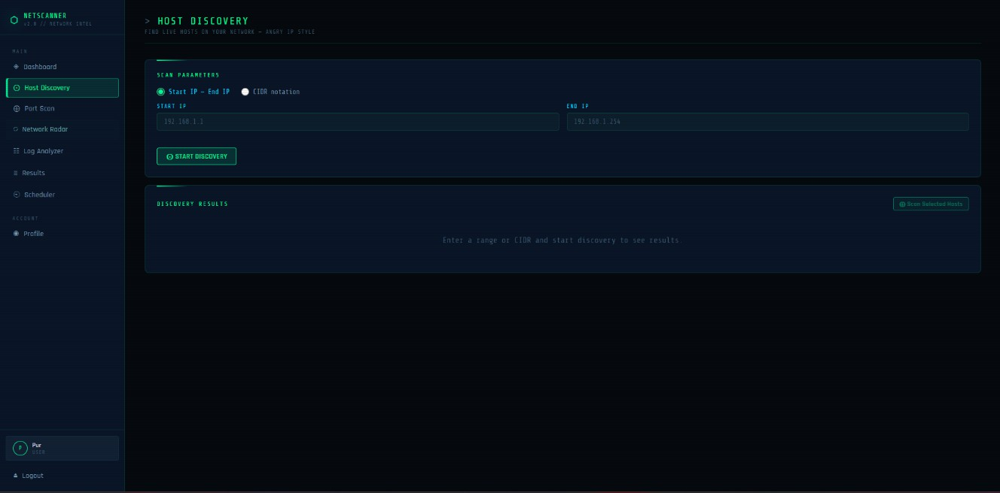 NETSCANNER
v2.0 // NETWORK INTEL
MAIN
Dashboard
Host Discovery
Port Scan
Network Radar
Log Analyzer
Results
Scheduler
ACCOUNT
Profile
P
Pur
USER
Logout
> HOST DISCOVERY
FIND LIVE HOSTS ON YOUR NETWORK — ANGRY IP STYLE
SCAN PARAMETERS
Start IP – End IP
CIDR notation
START IP
END IP
192.168.1.1
192.168.1.254
START DISCOVERY
DISCOVERY RESULTS
Scan Selected Hosts
Enter a range or CIDR and start discovery to see results.